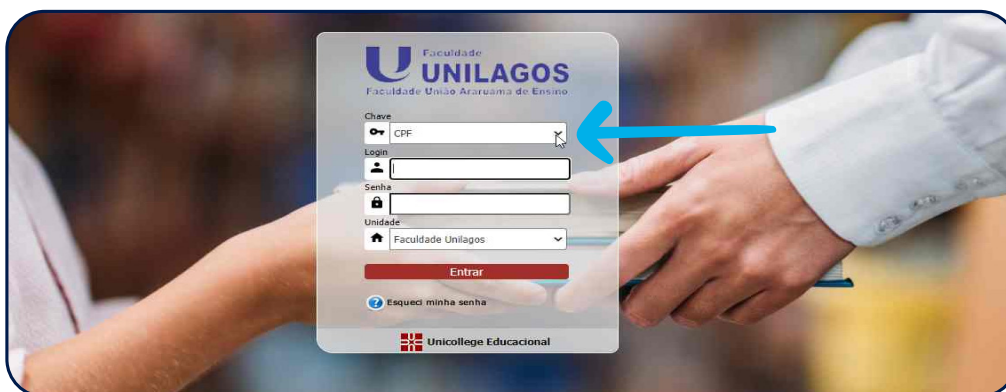 Faculdade
UNILAGOS
Faculdade União Araruama de Ensino
Chave
CPF
Login
Senha
Unidade
Faculdade Unilagos
Entrar
Esqueci minha senha
Unicollege Educacional